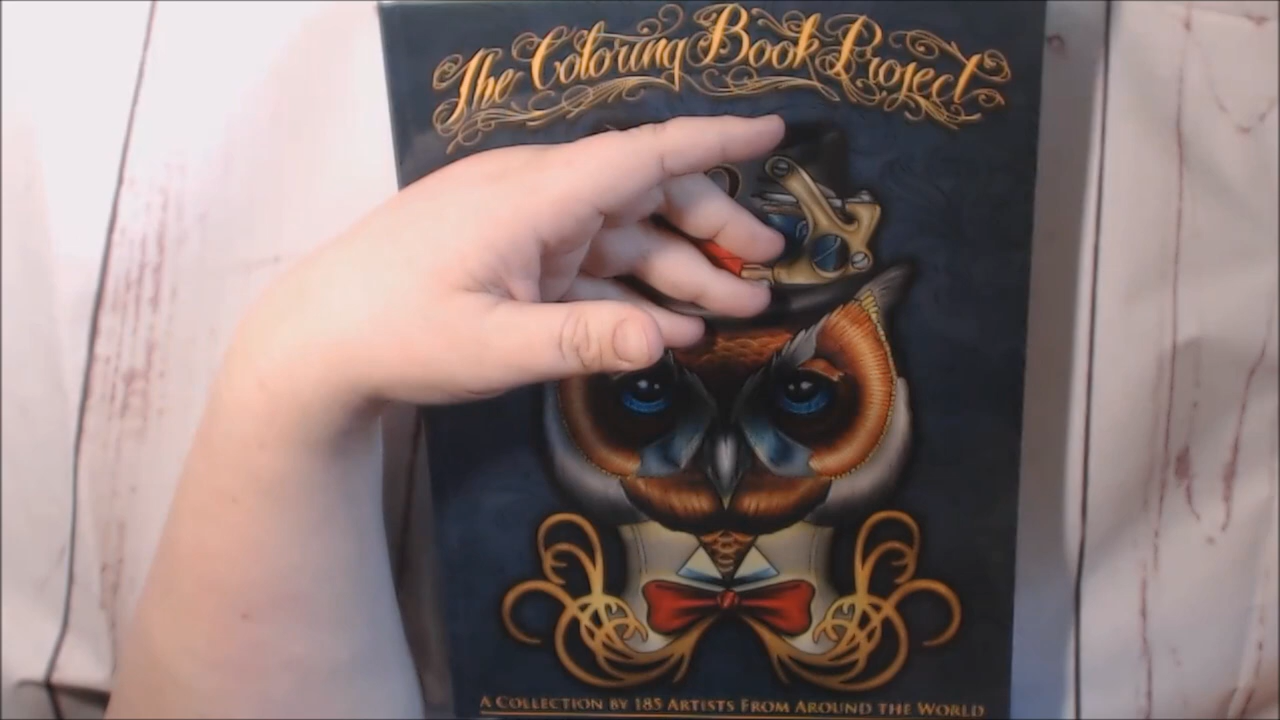 The Coloring Book Project
A Collection by 185 Artists From Around the World